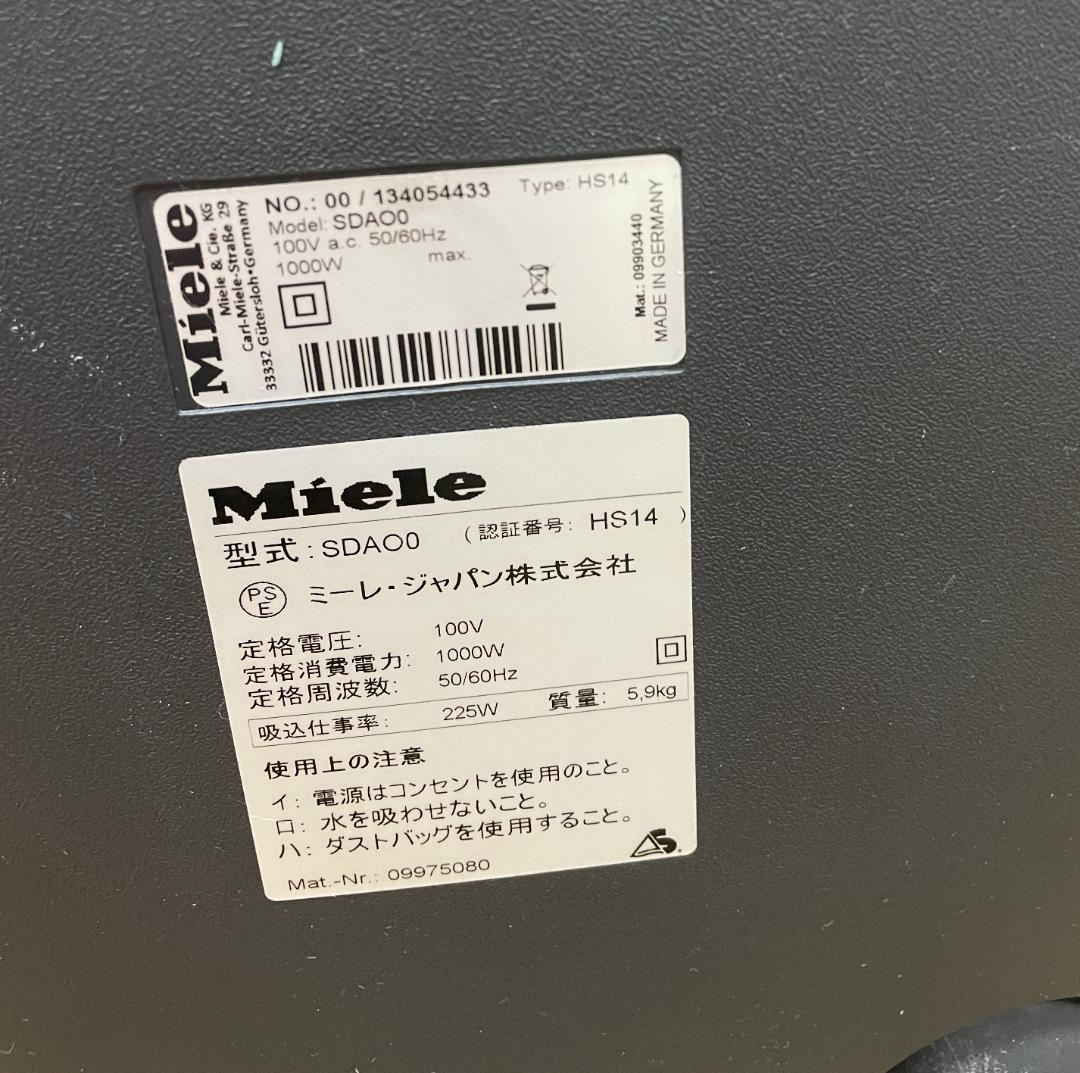 Miele
Miele & Cie. KG
Carl-Miele-Straße 29
33332 Gütersloh•Germany
NO.: 00 / 134054433 Type: HS14
Model: SDAO0
100V a.c. 50/60Hz
1000W max.
Mat.: 09903440
MADE IN GERMANY
Miele
型式: SDAO0 (認証番号: HS14 )
PS
E
ミーレ・ジャパン株式会社
定格電圧: 100V
定格消費電力: 1000W
定格周波数: 50/60Hz
吸込仕事率: 225W 質量: 5,9kg
使用上の注意
イ: 電源はコンセントを使用のこと。
ロ: 水を吸わせないこと。
ハ: ダストバッグを使用すること。
Mat.-Nr.: 09975080